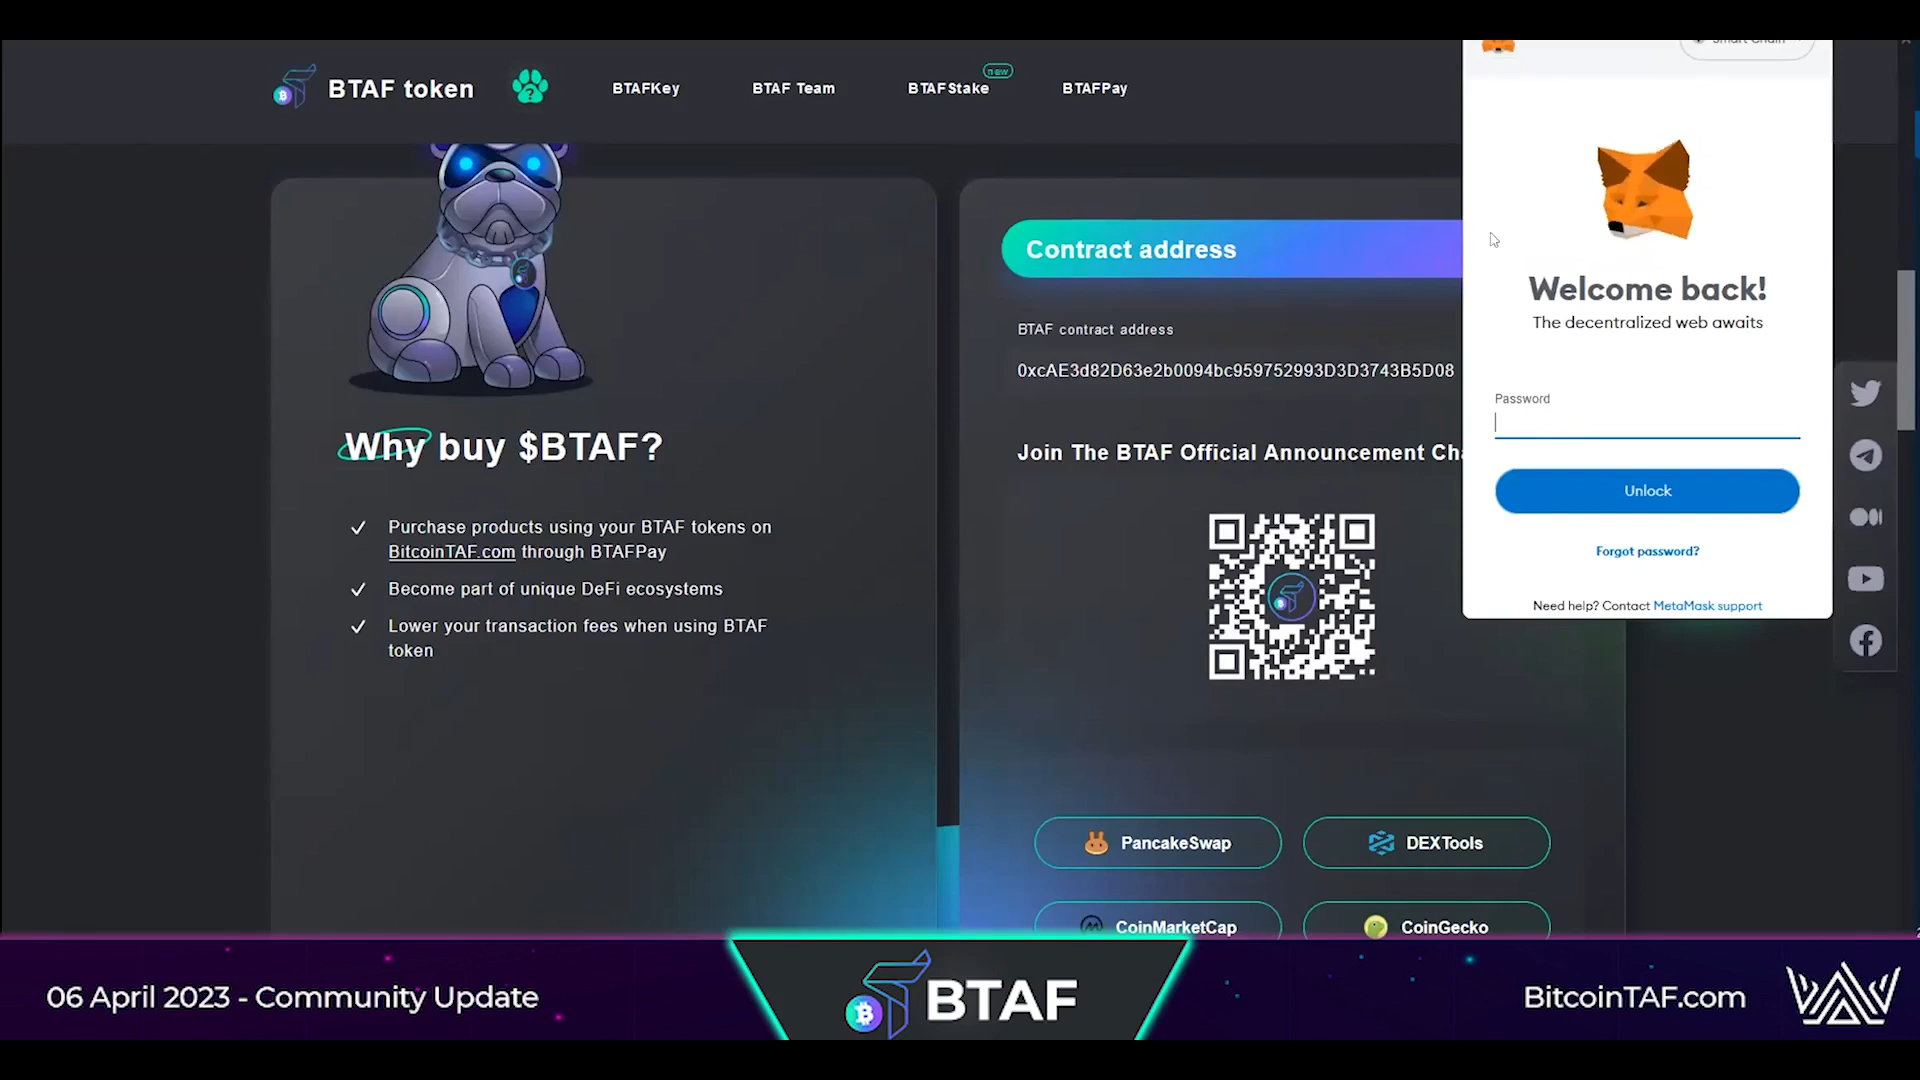 BTAF token
?
BTAFKey
BTAF Team
BTAFStake
new
BTAFPay
Smart Chain
Contract address
BTAF contract address
0xcAE3d82D63e2b0094bc959752993D3D3743B5D08
Join The BTAF Official Announcement Cha
Why buy $BTAF?
Purchase products using your BTAF tokens on
BitcoinTAF.com through BTAFPay
Become part of unique DeFi ecosystems
Lower your transaction fees when using BTAF
token
Welcome back!
The decentralized web awaits
Password
Unlock
Forgot password?
Need help? Contact MetaMask support
PancakeSwap
DEXTools
CoinMarketCap
CoinGecko
06 April 2023 - Community Update
BTAF
BitcoinTAF.com